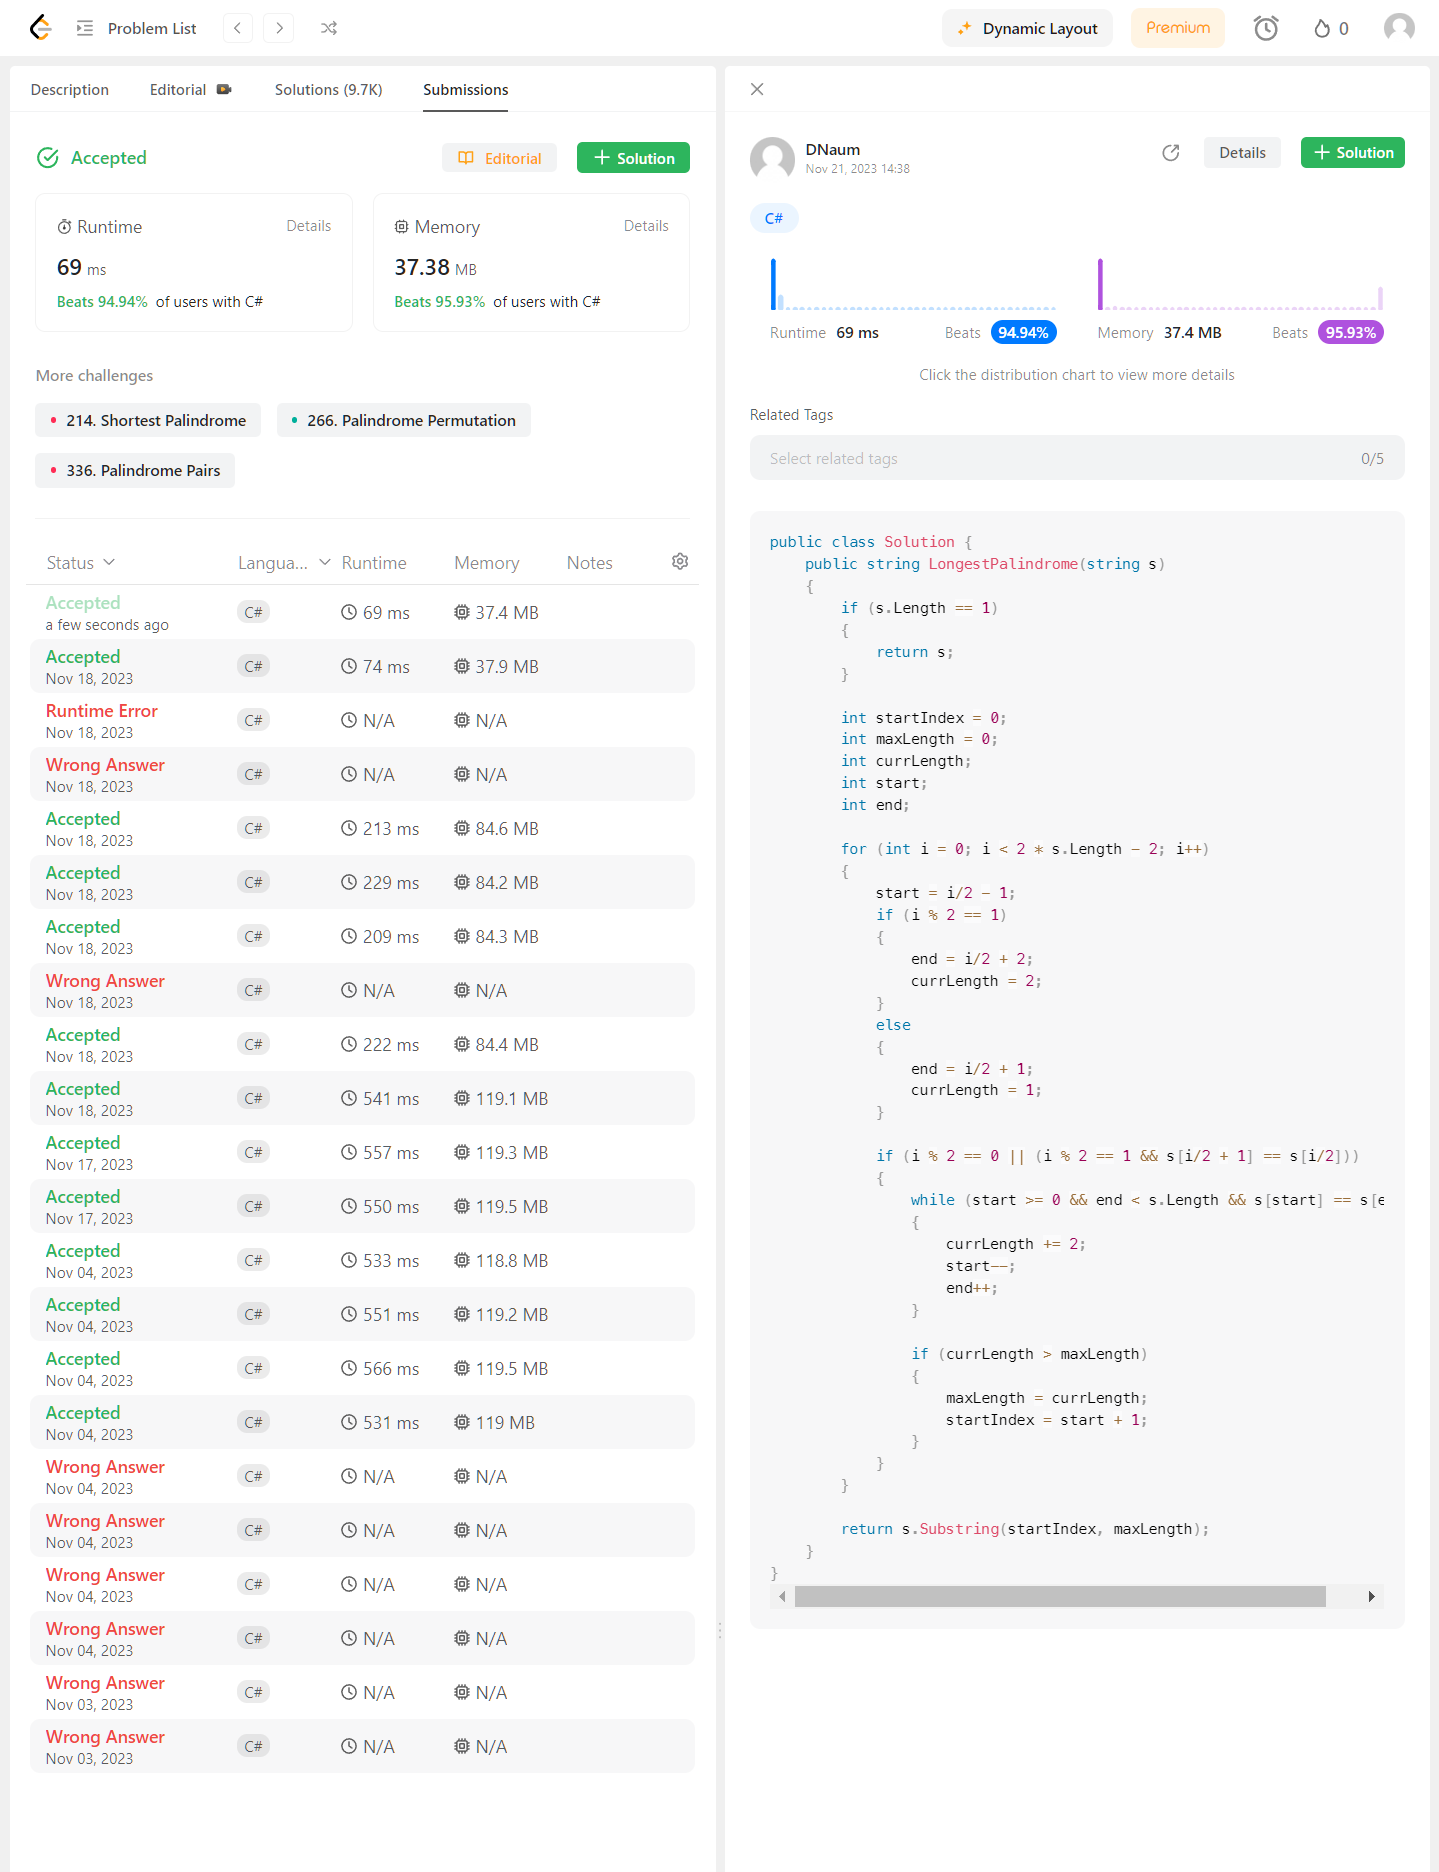 Problem List
Dynamic Layout
Premium
0
Description
Editorial
Solutions (9.7K)
Submissions
Accepted
Editorial
Solution
Runtime
Details
69 ms
Beats 94.94% of users with C#
Memory
Details
37.38 MB
Beats 95.93% of users with C#
More challenges
214. Shortest Palindrome
266. Palindrome Permutation
336. Palindrome Pairs
Status Langua... Runtime Memory Notes
Accepted
a few seconds ago
C# 69 ms 37.4 MB
Accepted
Nov 18, 2023
C# 74 ms 37.9 MB
Runtime Error
Nov 18, 2023
C# N/A N/A
Wrong Answer
Nov 18, 2023
C# N/A N/A
Accepted
Nov 18, 2023
C# 213 ms 84.6 MB
Accepted
Nov 18, 2023
C# 229 ms 84.2 MB
Accepted
Nov 18, 2023
C# 209 ms 84.3 MB
Wrong Answer
Nov 18, 2023
C# N/A N/A
Accepted
Nov 18, 2023
C# 222 ms 84.4 MB
Accepted
Nov 18, 2023
C# 541 ms 119.1 MB
Accepted
Nov 17, 2023
C# 557 ms 119.3 MB
Accepted
Nov 17, 2023
C# 550 ms 119.5 MB
Accepted
Nov 04, 2023
C# 533 ms 118.8 MB
Accepted
Nov 04, 2023
C# 551 ms 119.2 MB
Accepted
Nov 04, 2023
C# 566 ms 119.5 MB
Accepted
Nov 04, 2023
C# 531 ms 119 MB
Wrong Answer
Nov 04, 2023
C# N/A N/A
Wrong Answer
Nov 04, 2023
C# N/A N/A
Wrong Answer
Nov 04, 2023
C# N/A N/A
Wrong Answer
Nov 04, 2023
C# N/A N/A
Wrong Answer
Nov 03, 2023
C# N/A N/A
Wrong Answer
Nov 03, 2023
C# N/A N/A
DNaum
Nov 21, 2023 14:38
Details
Solution
C#
Runtime 69 ms Beats 94.94%
Memory 37.4 MB Beats 95.93%
Click the distribution chart to view more details
Related Tags
Select related tags 0/5
public class Solution {
    public string LongestPalindrome(string s)
    {
        if (s.Length == 1)
        {
            return s;
        }

        int startIndex = 0;
        int maxLength = 0;
        int currLength;
        int start;
        int end;

        for (int i = 0; i < 2 * s.Length - 2; i++)
        {
            start = i/2 - 1;
            if (i % 2 == 1)
            {
                end = i/2 + 2;
                currLength = 2;
            }
            else
            {
                end = i/2 + 1;
                currLength = 1;
            }

            if (i % 2 == 0 || (i % 2 == 1 && s[i/2 + 1] == s[i/2]))
            {
                while (start >= 0 && end < s.Length && s[start] == s[e
                {
                    currLength += 2;
                    start--;
                    end++;
                }

                if (currLength > maxLength)
                {
                    maxLength = currLength;
                    startIndex = start + 1;
                }
            }
        }

        return s.Substring(startIndex, maxLength);
    }
}